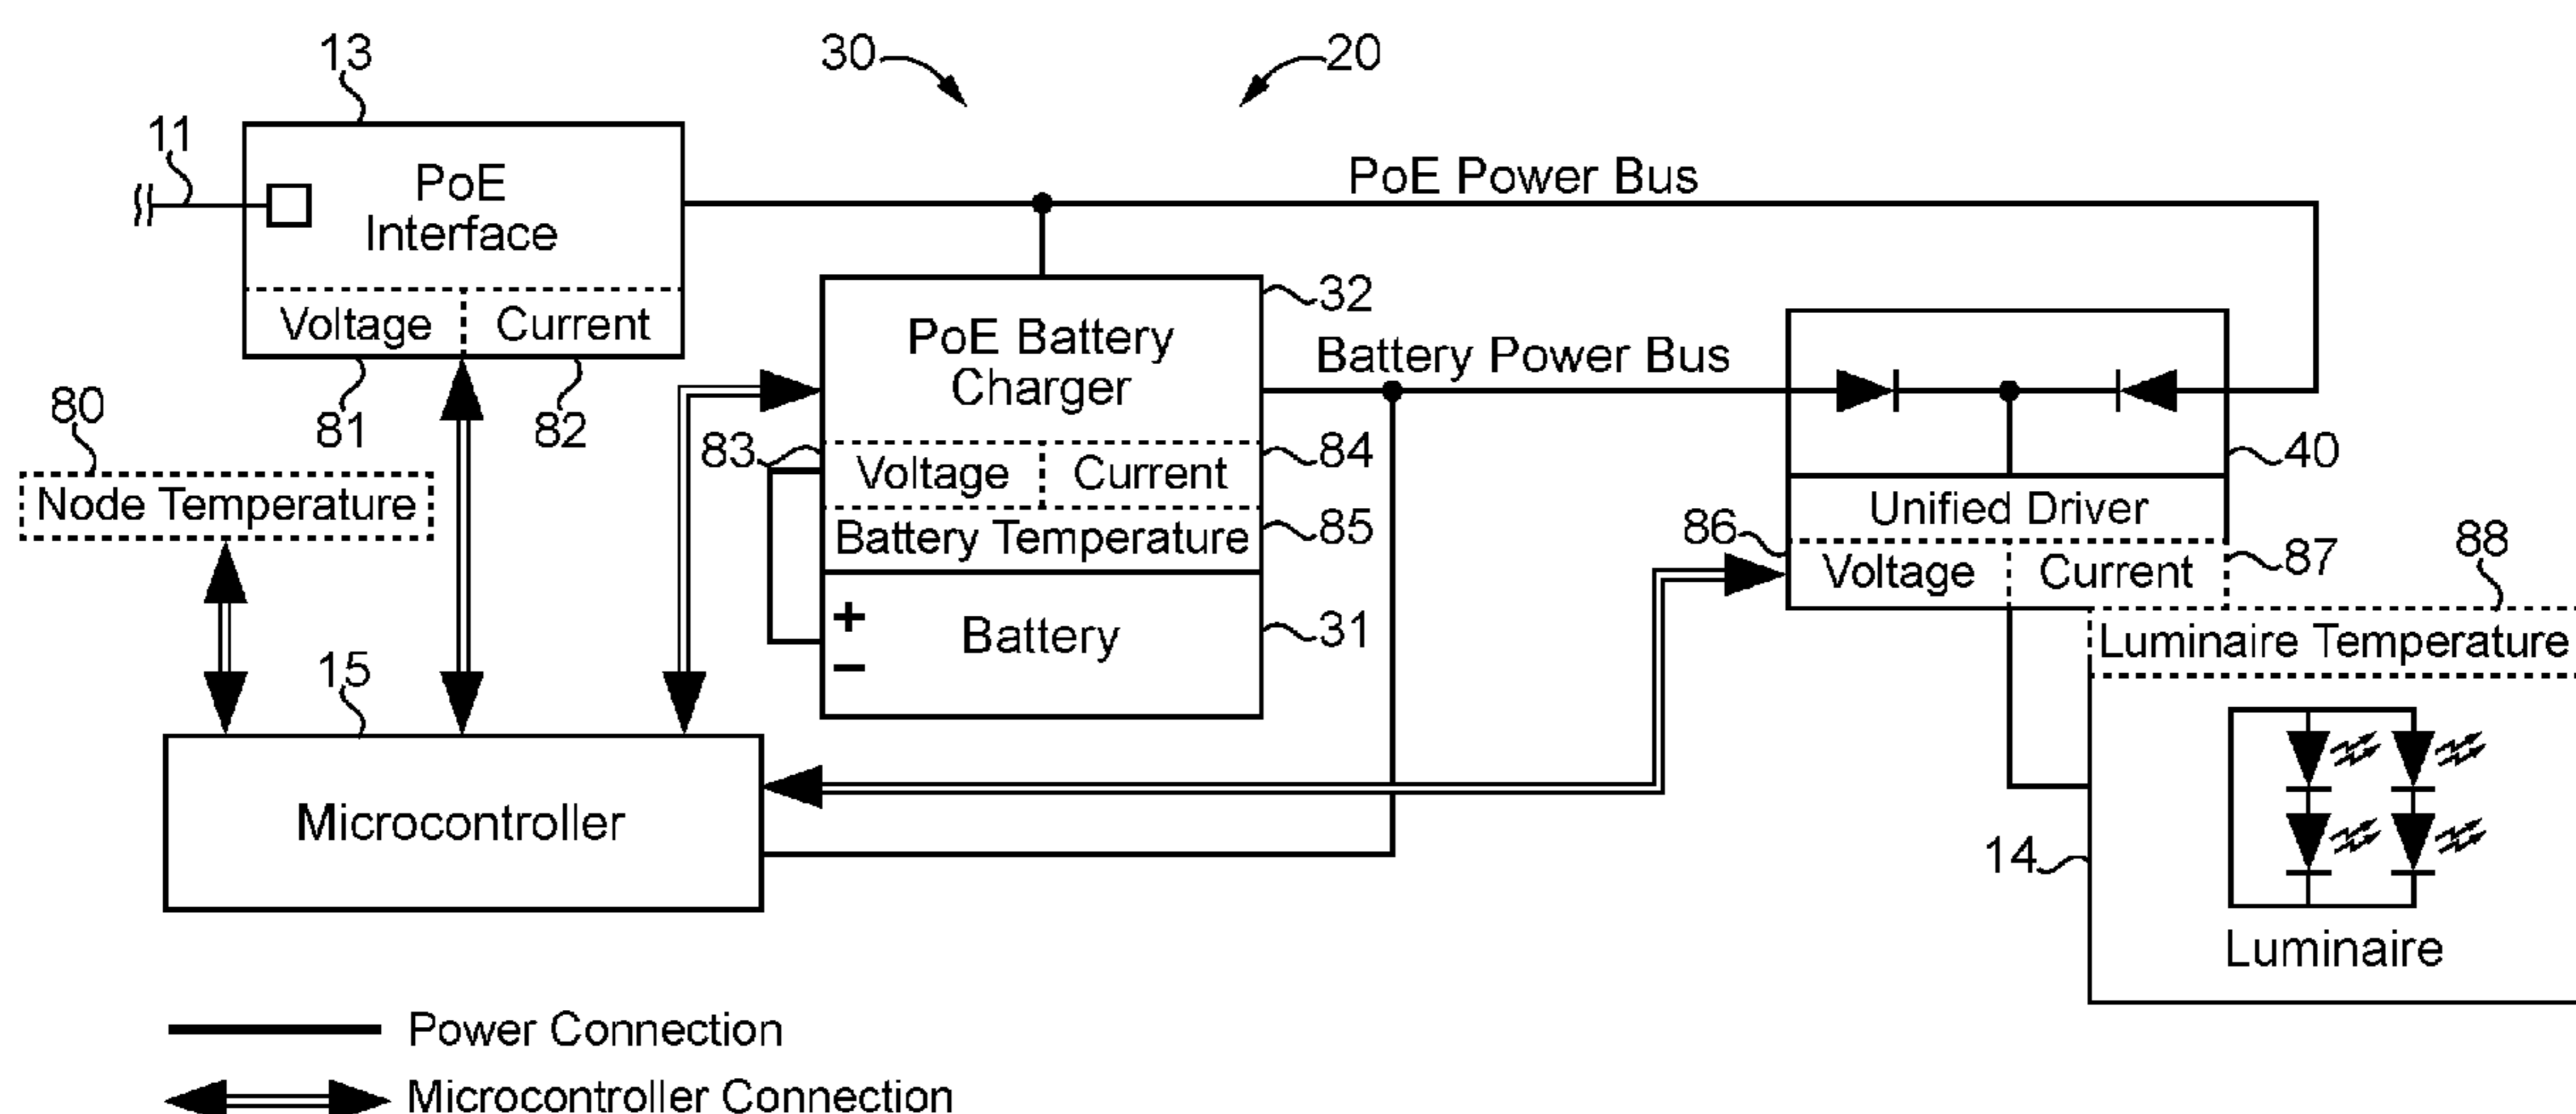 13
30
20
11
PoE
Interface
PoE Power Bus
Voltage
Current
81
82
32
PoE Battery
Charger
Battery Power Bus
80
Node Temperature
83
Voltage
Current
84
Battery Temperature
85
40
Unified Driver
86
Voltage
Current
87
88
+
−
Battery
31
Luminaire Temperature
15
Microcontroller
14
Luminaire
Power Connection
Microcontroller Connection